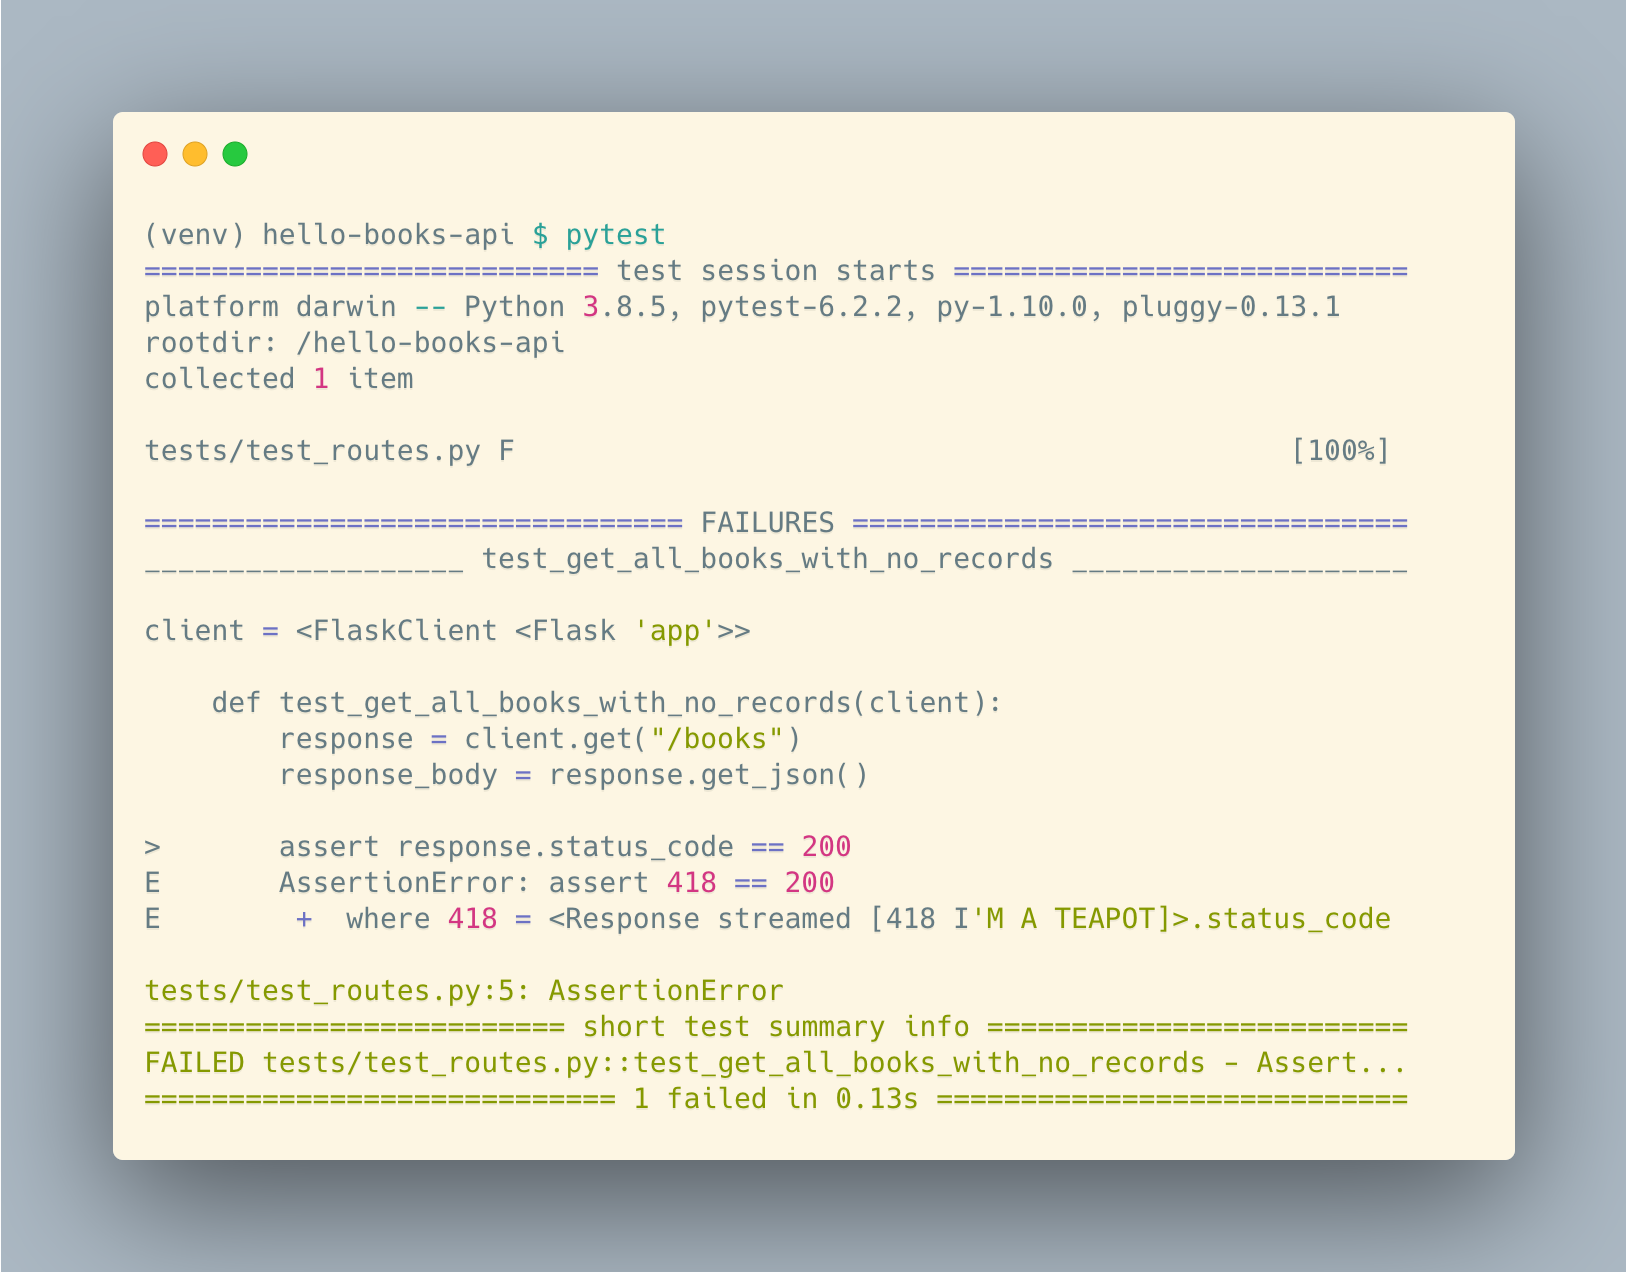 (venv) hello-books-api $ pytest
=========================== test session starts ===========================
platform darwin -- Python 3.8.5, pytest-6.2.2, py-1.10.0, pluggy-0.13.1
rootdir: /hello-books-api
collected 1 item

tests/test_routes.py F                                              [100%]

================================ FAILURES =================================
___________________ test_get_all_books_with_no_records ____________________

client = <FlaskClient <Flask 'app'>>

    def test_get_all_books_with_no_records(client):
        response = client.get("/books")
        response_body = response.get_json()

>       assert response.status_code == 200
E       AssertionError: assert 418 == 200
E        +  where 418 = <Response streamed [418 I'M A TEAPOT]>.status_code

tests/test_routes.py:5: AssertionError
========================= short test summary info =========================
FAILED tests/test_routes.py::test_get_all_books_with_no_records - Assert...
============================ 1 failed in 0.13s ============================